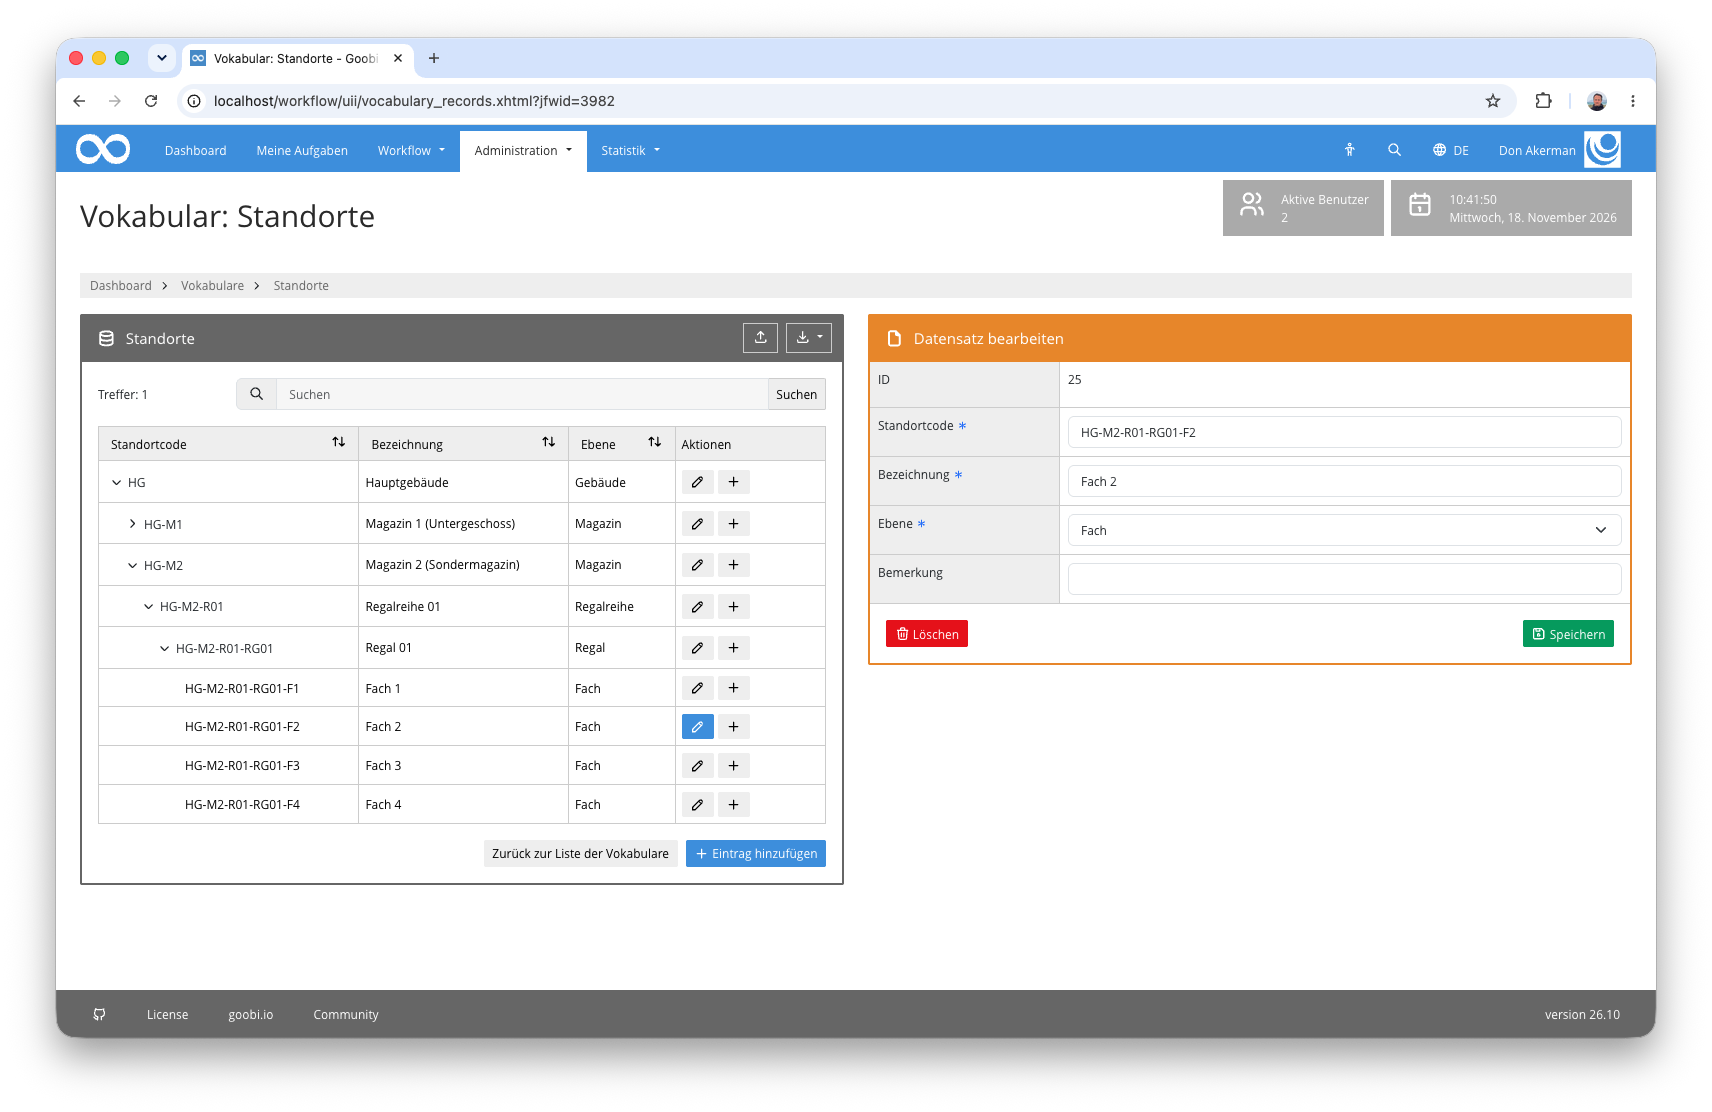 Vokabular: Standorte - Goobi
localhost/workflow/uii/vocabulary_records.xhtml?jfwid=3982
Dashboard
Meine Aufgaben
Workflow
Administration
Statistik
DE
Don Akerman
Vokabular: Standorte
Aktive Benutzer
2
10:41:50
Mittwoch, 18. November 2026
Dashboard
Vokabulare
Standorte
Standorte
Treffer: 1
Suchen
Suchen
Standortcode Bezeichnung Ebene Aktionen
HG Hauptgebäude Gebäude
HG-M1 Magazin 1 (Untergeschoss) Magazin
HG-M2 Magazin 2 (Sondermagazin) Magazin
HG-M2-R01 Regalreihe 01 Regalreihe
HG-M2-R01-RG01 Regal 01 Regal
HG-M2-R01-RG01-F1 Fach 1 Fach
HG-M2-R01-RG01-F2 Fach 2 Fach
HG-M2-R01-RG01-F3 Fach 3 Fach
HG-M2-R01-RG01-F4 Fach 4 Fach
Zurück zur Liste der Vokabulare
+ Eintrag hinzufügen
Datensatz bearbeiten
ID 25
Standortcode * HG-M2-R01-RG01-F2
Bezeichnung * Fach 2
Ebene * Fach
Bemerkung
Löschen
Speichern
License
goobi.io
Community
version 26.10